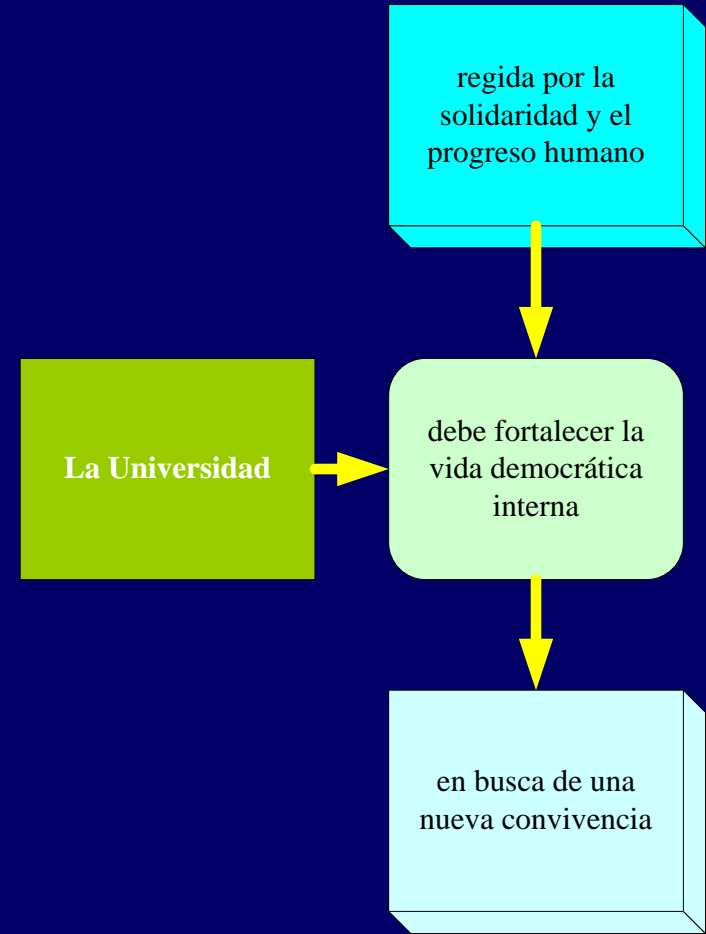 regida por la
solidaridad y el
progreso humano
La Universidad
debe fortalecer la
vida democrática
interna
en busca de una
nueva convivencia